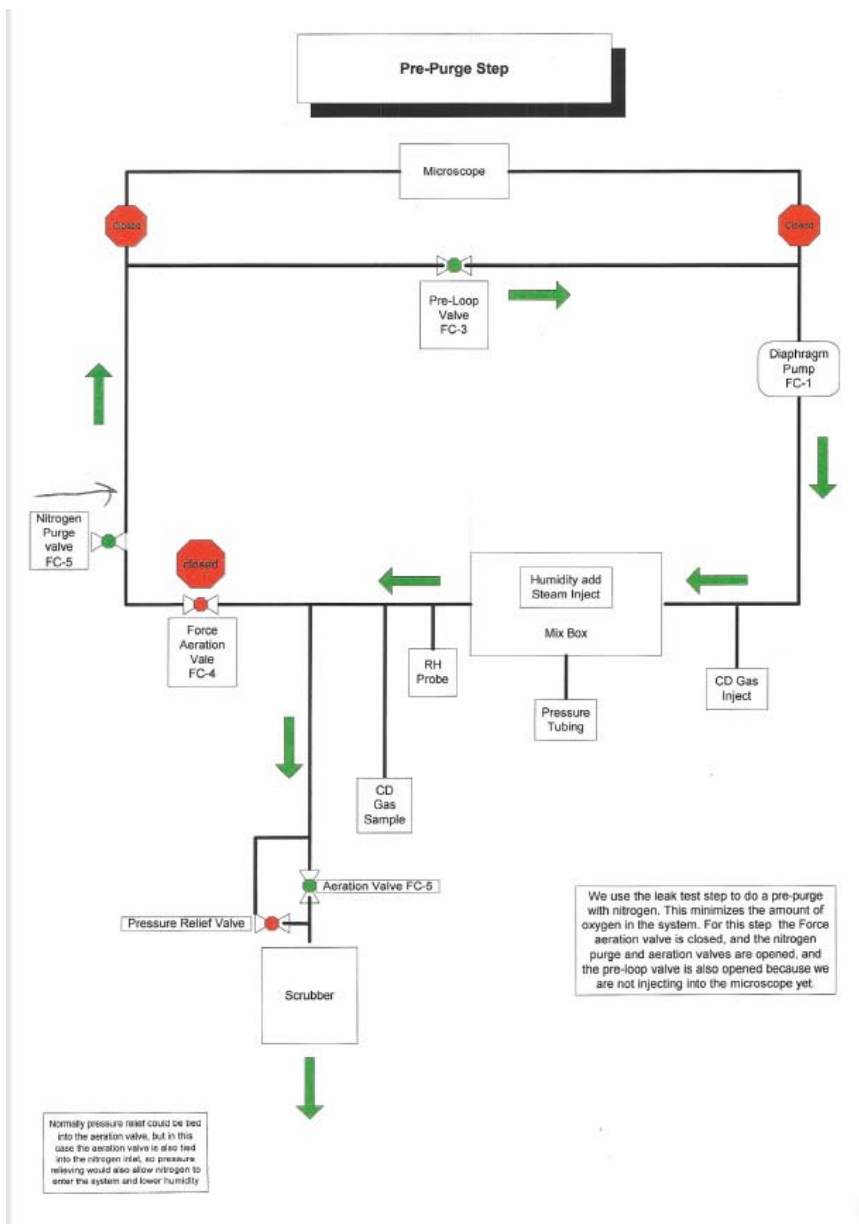 Pre-Purge Step
Microscope
Closed
Closed
Pre-Loop
Valve
FC-3
Diaphragm
Pump
FC-1
Nitrogen
Purge
valve
FC-5
closed
Force
Aeration
Vale
FC-4
Humidity add
Steam Inject
Mix Box
RH
Probe
Pressure
Tubing
CD Gas
Inject
CD
Gas
Sample
Aeration Valve FC-5
Pressure Relief Valve
Scrubber
We use the leak test step to do a pre-purge
with nitrogen. This minimizes the amount of
oxygen in the system. For this step the Force
aeration valve is closed, and the nitrogen
purge and aeration valves are opened, and
the pre-loop valve is also opened because we
are not injecting into the microscope yet.
Normally pressure relief could be tied
into the aeration valve, but in this
case the aeration valve is also tied
into the nitrogen inlet, so pressure
relieving would also allow nitrogen to
enter the system and lower humidity